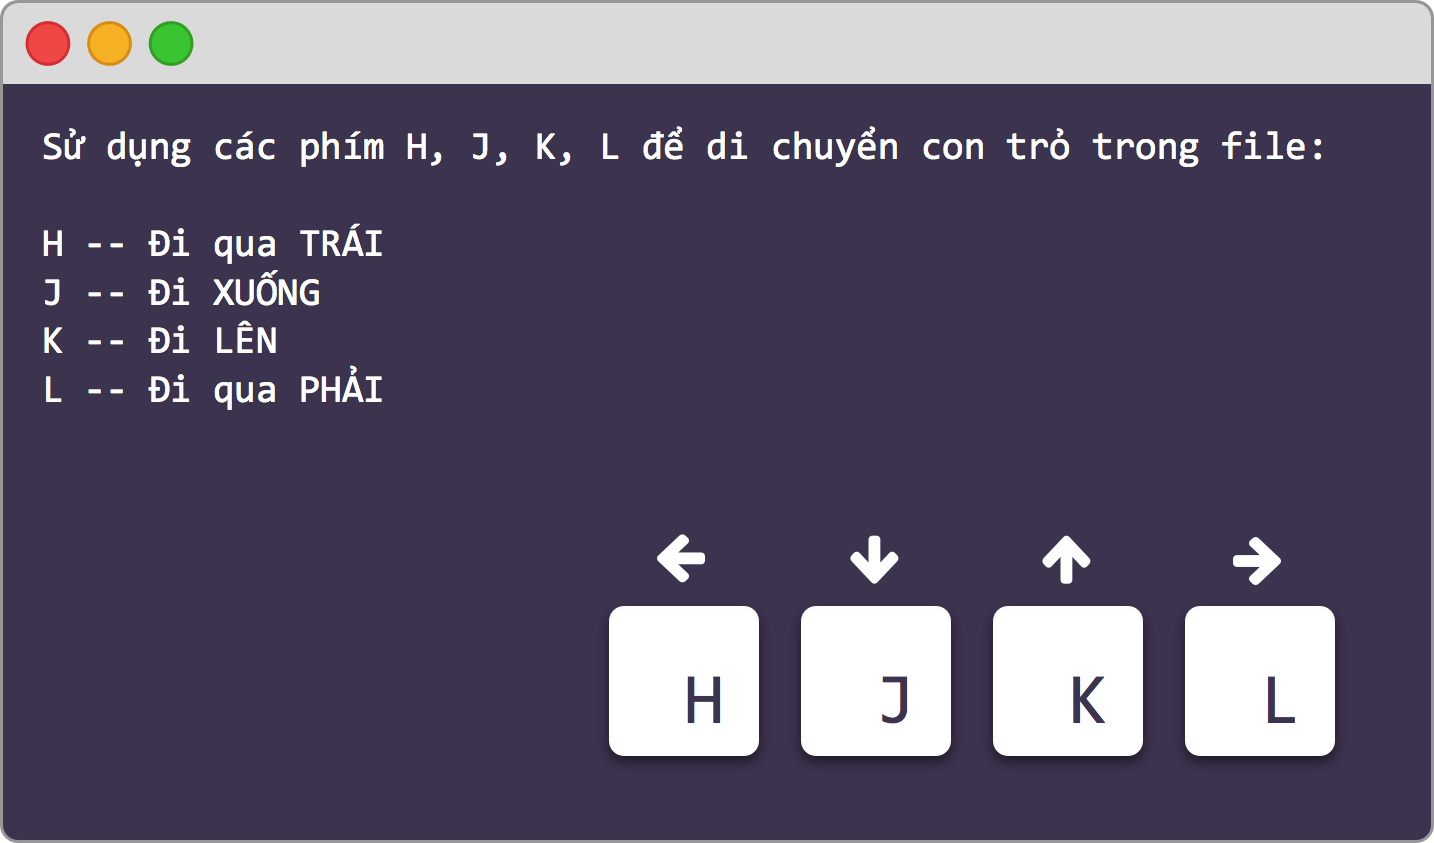 Sử dụng các phím H, J, K, L để di chuyển con trỏ trong file:
H -- Đi qua TRÁI
J -- Đi XUỐNG
K -- Đi LÊN
L -- Đi qua PHẢI
H J K L